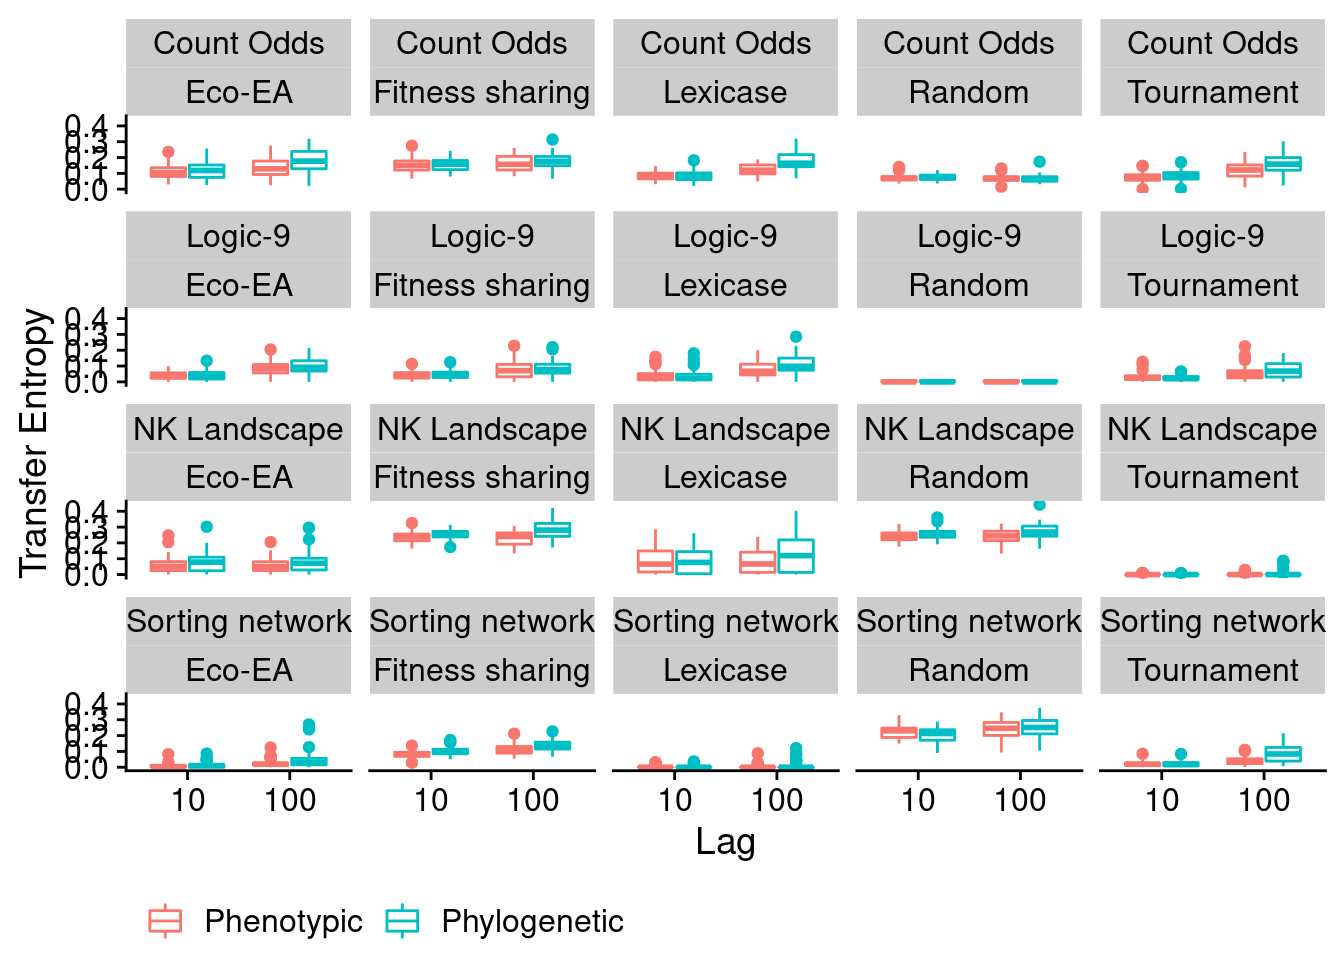 Count Odds Count Odds Count Odds Count Odds Count Odds
Eco-EA Fitness sharing Lexicase Random Tournament
0.4
0.3
0.2
0.1
0.0
Logic-9 Logic-9 Logic-9 Logic-9 Logic-9
Eco-EA Fitness sharing Lexicase Random Tournament
0.4
0.3
0.2
0.1
0.0
Transfer Entropy
NK Landscape NK Landscape NK Landscape NK Landscape NK Landscape
Eco-EA Fitness sharing Lexicase Random Tournament
0.4
0.3
0.2
0.1
0.0
Sorting network Sorting network Sorting network Sorting network Sorting network
Eco-EA Fitness sharing Lexicase Random Tournament
0.4
0.3
0.2
0.1
0.0
10 100 10 100 10 100 10 100 10 100
Lag
Phenotypic Phylogenetic